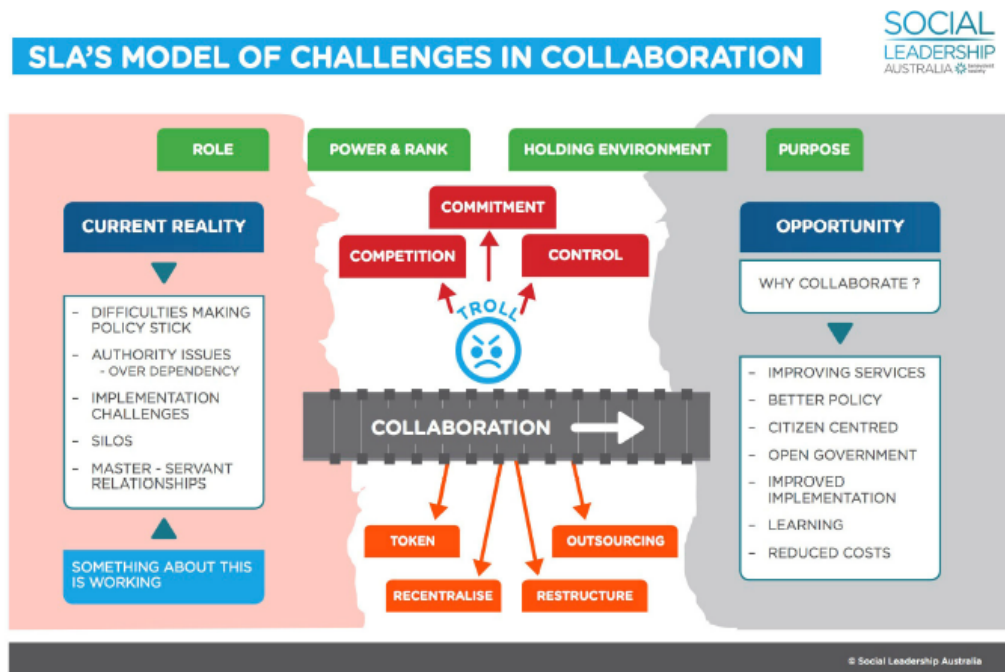 SLA'S MODEL OF CHALLENGES IN COLLABORATION
SOCIAL
LEADERSHIP
AUSTRALIA benevolent
society
ROLE
POWER & RANK
HOLDING ENVIRONMENT
PURPOSE
CURRENT REALITY
- DIFFICULTIES MAKING
POLICY STICK
- AUTHORITY ISSUES
- OVER DEPENDENCY
- IMPLEMENTATION
CHALLENGES
- SILOS
- MASTER - SERVANT
RELATIONSHIPS
SOMETHING ABOUT THIS
IS WORKING
COMMITMENT
COMPETITION
CONTROL
TROLL
COLLABORATION
TOKEN
OUTSOURCING
RECENTRALISE
RESTRUCTURE
OPPORTUNITY
WHY COLLABORATE ?
- IMPROVING SERVICES
- BETTER POLICY
- CITIZEN CENTRED
- OPEN GOVERNMENT
- IMPROVED
IMPLEMENTATION
- LEARNING
- REDUCED COSTS
© Social Leadership Australia